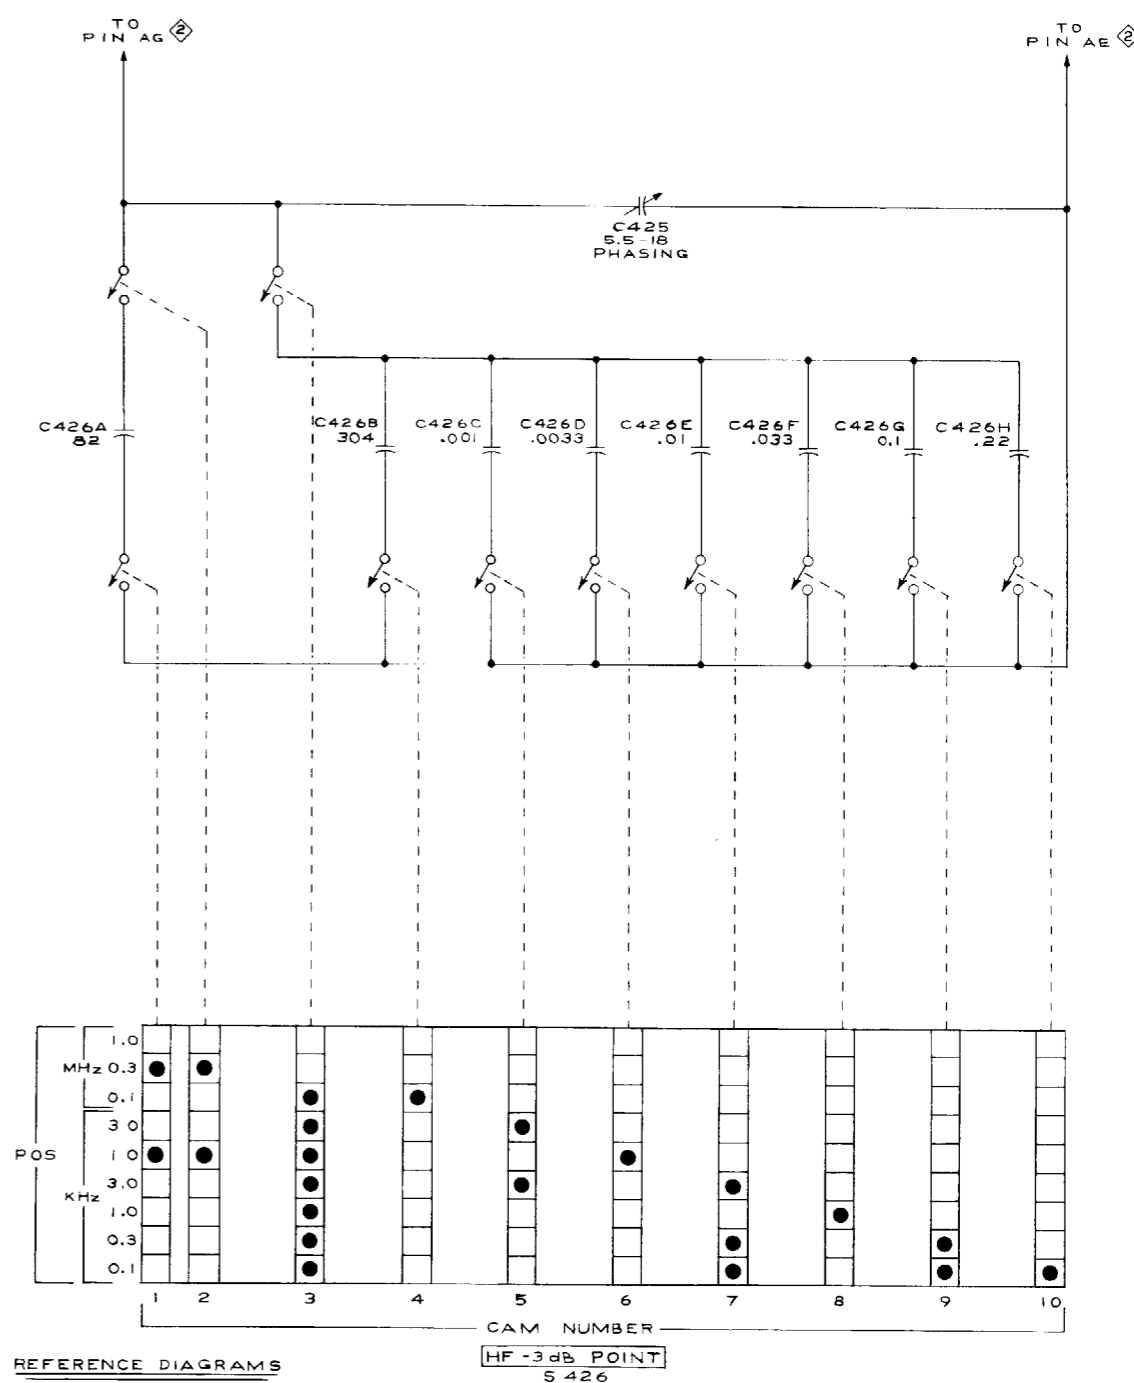 TO
PIN AG 2
TO
PIN AE 2
C425
5.5-18
PHASING
C426A
82
C426B
304
C426C
.001
C426D
.0033
C426E
.01
C426F
.033
C426G
0.1
C426H
.22
POS
MHz
1.0
0.3
0.1
KHz
30
10
3.0
1.0
0.3
0.1
1 2 3 4 5 6 7 8 9 10
CAM NUMBER
HF -3dB POINT
S426
REFERENCE DIAGRAMS